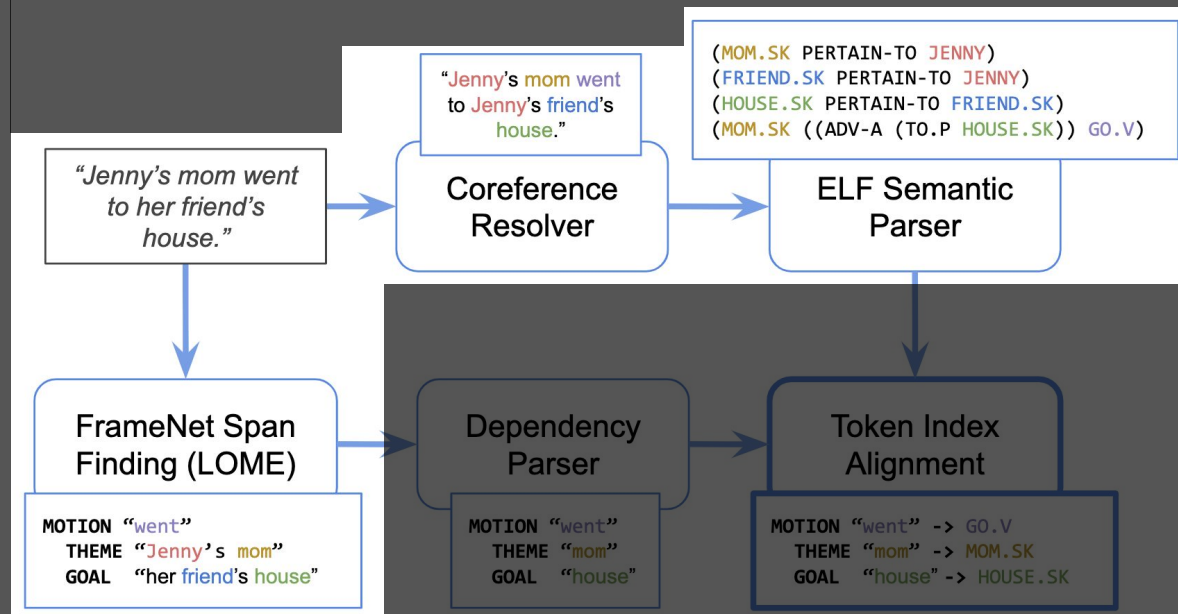 (MOM.SK PERTAIN-TO JENNY)
(FRIEND.SK PERTAIN-TO JENNY)
(HOUSE.SK PERTAIN-TO FRIEND.SK)
(MOM.SK ((ADV-A (TO.P HOUSE.SK)) GO.V)
“Jenny’s mom went
to Jenny’s friend’s
house.”
“Jenny’s mom went
to her friend’s
house.”
Coreference
Resolver
ELF Semantic
Parser
FrameNet Span
Finding (LOME)
Dependency
Parser
Token Index
Alignment
MOTION “went”
THEME “Jenny’s mom”
GOAL “her friend’s house”
MOTION “went”
THEME “mom”
GOAL “house”
MOTION “went” -> GO.V
THEME “mom” -> MOM.SK
GOAL “house” -> HOUSE.SK